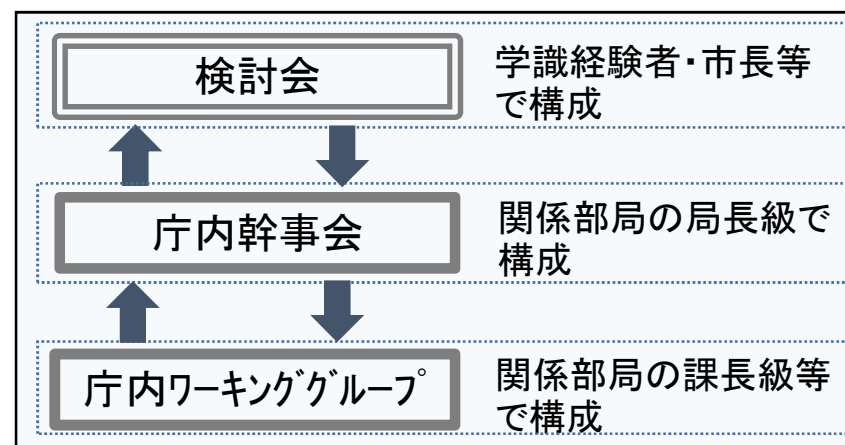 検討会
学識経験者・市長等
で構成
庁内幹事会
関係部局の局長級で
構成
庁内ﾜｰｷﾝｸﾞｸﾞﾙｰﾌﾟ
関係部局の課長級等
で構成